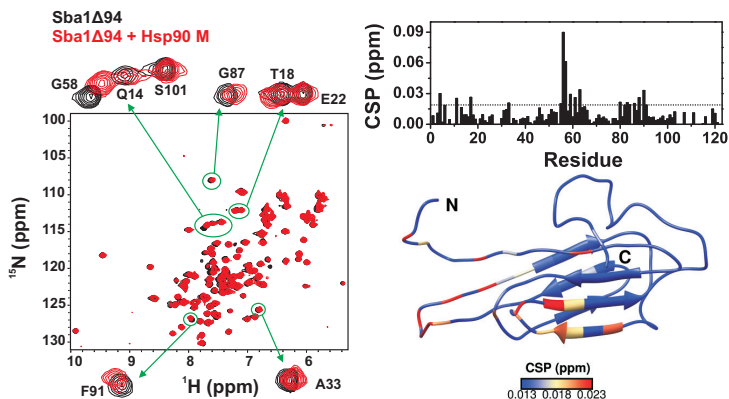 Sba1Δ94
Sba1Δ94 + Hsp90 M
G58
Q14
S101
G87
T18
E22
100
105
110
115
120
125
130
¹⁵N (ppm)
10
9
8
7
6
¹H (ppm)
F91
A33
0.09
0.06
0.03
0.00
CSP (ppm)
0
20
40
60
80
100
120
Residue
N
C
CSP (ppm)
0.013 0.018 0.023